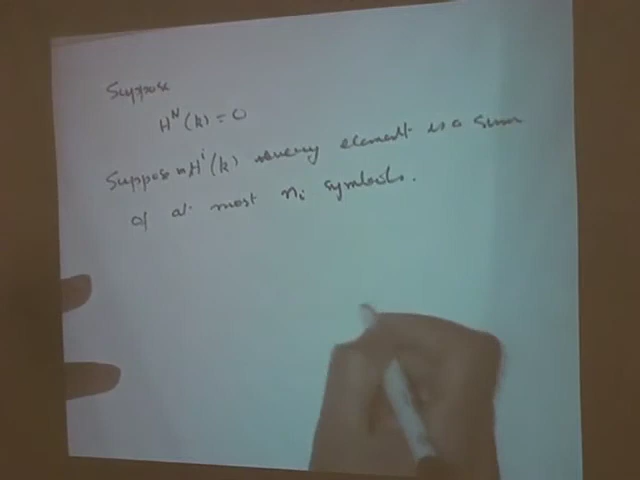 Suppose
H^N (k) = 0
Suppose in H^i (k) every element is a sum
of at most n_i symbols.